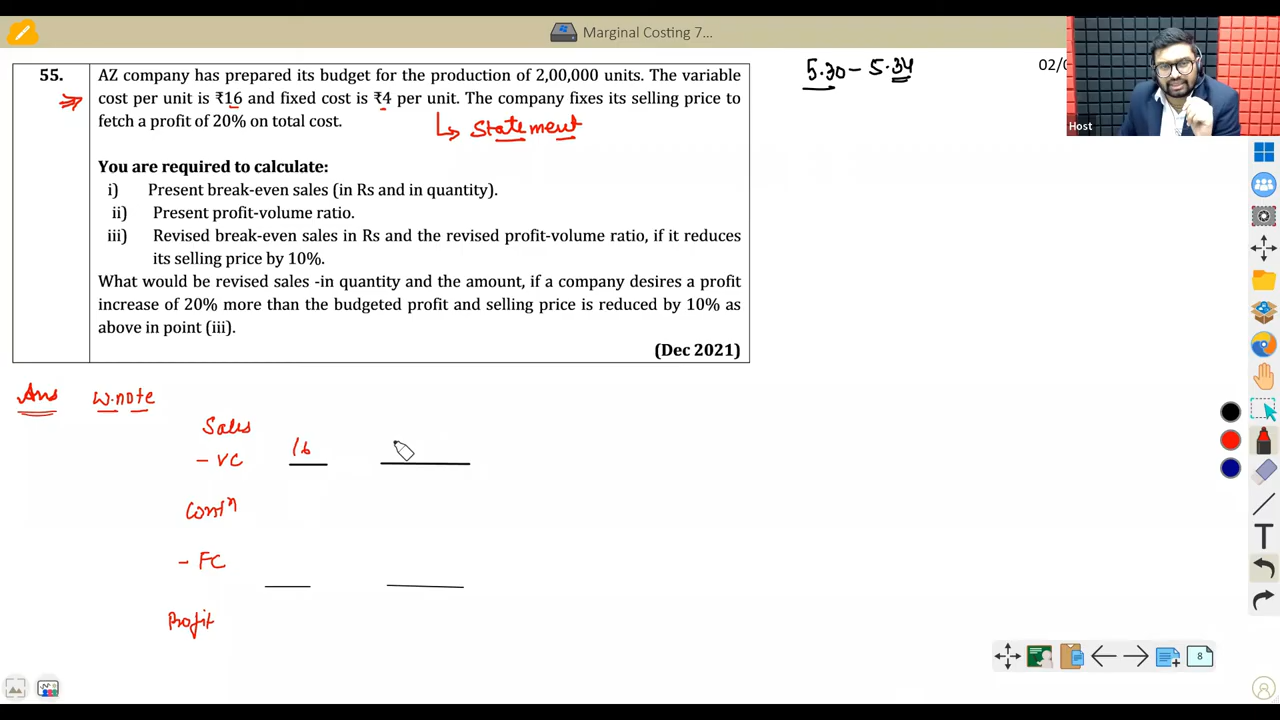 Marginal Costing 7...
55. AZ company has prepared its budget for the production of 2,00,000 units. The variable
cost per unit is ₹16 and fixed cost is ₹4 per unit. The company fixes its selling price to
fetch a profit of 20% on total cost.
↳ Statement
You are required to calculate:
i) Present break-even sales (in Rs and in quantity).
ii) Present profit-volume ratio.
iii) Revised break-even sales in Rs and the revised profit-volume ratio, if it reduces
its selling price by 10%.
What would be revised sales -in quantity and the amount, if a company desires a profit
increase of 20% more than the budgeted profit and selling price is reduced by 10% as
above in point (iii).
(Dec 2021)
5.30 - 5.34
02/0
Host
Ans W.note
Sales
- VC 16
Contn
- FC
Profit
8